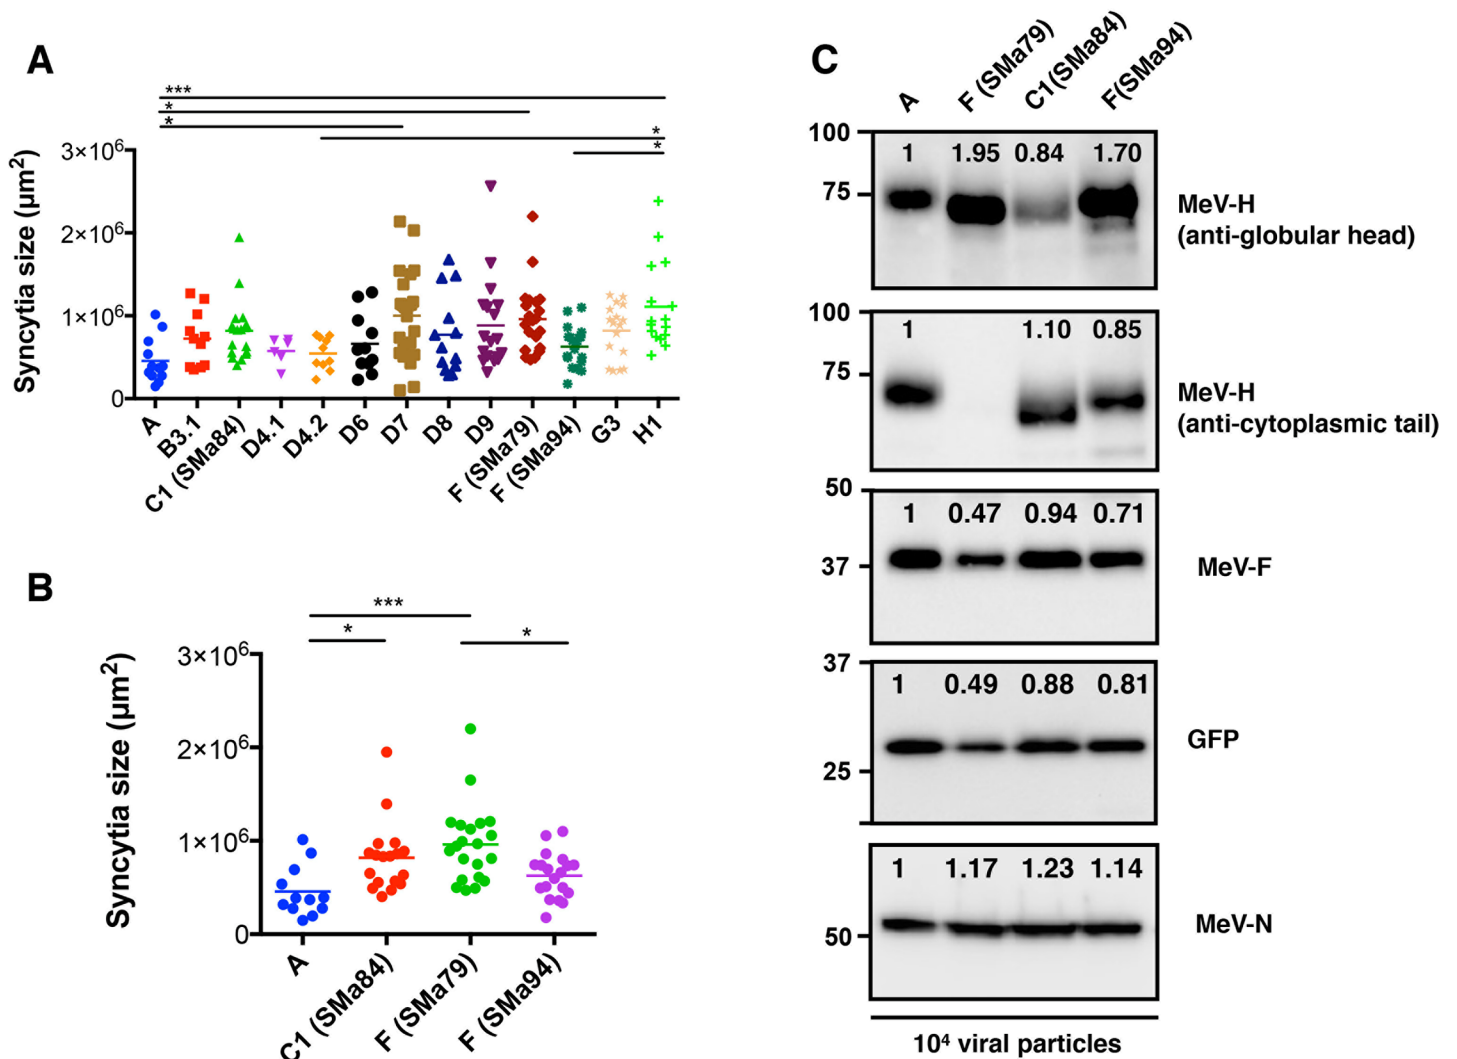 A
***
*
*
*
*
Syncytia size (µm²)
3×10⁶
2×10⁶
1×10⁶
0
A
B3.1
C1 (SMa84)
D4.1
D4.2
D6
D7
D8
D9
F (SMa79)
F (SMa94)
G3
H1
B
***
*
*
Syncytia size (µm²)
3×10⁶
2×10⁶
1×10⁶
0
A
C1 (SMa84)
F (SMa79)
F (SMa94)
C
A
F (SMa79)
C1(SMa84)
F(SMa94)
100
75
1 1.95 0.84 1.70
MeV-H
(anti-globular head)
100
75
1 1.10 0.85
MeV-H
(anti-cytoplasmic tail)
50
37
1 0.47 0.94 0.71
MeV-F
37
25
1 0.49 0.88 0.81
GFP
50
1 1.17 1.23 1.14
MeV-N
10⁴ viral particles